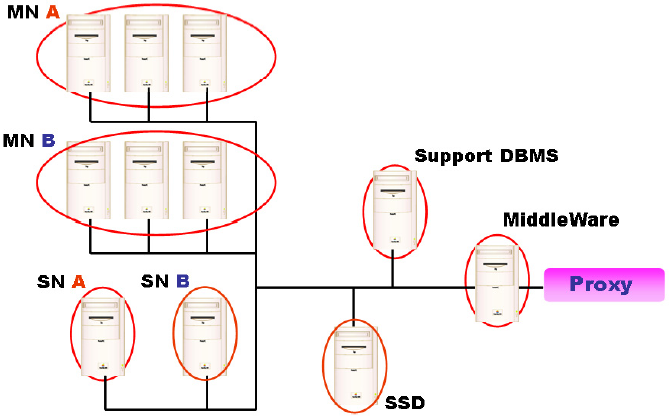 MN A
MN B
Support DBMS
MiddleWare
SN A
SN B
Proxy
SSD